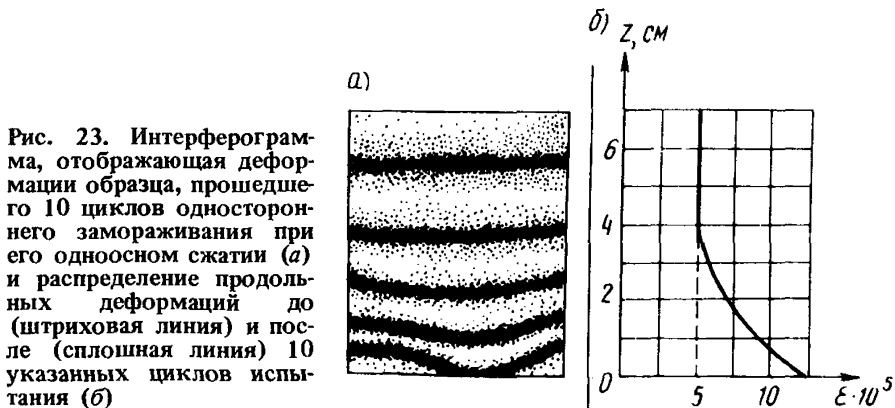 Рис. 23. Интерферограм-
ма, отображающая дефор-
мации образца, прошедше-
го 10 циклов односторон-
него замораживания при
его одноосном сжатии (а)
и распределение продоль-
ных деформаций до
(штриховая линия) и пос-
ле (сплошная линия) 10
указанных циклов испы-
тания (б)
а)
б)
Z, см
6
4
2
0
5
10
ε·10⁵